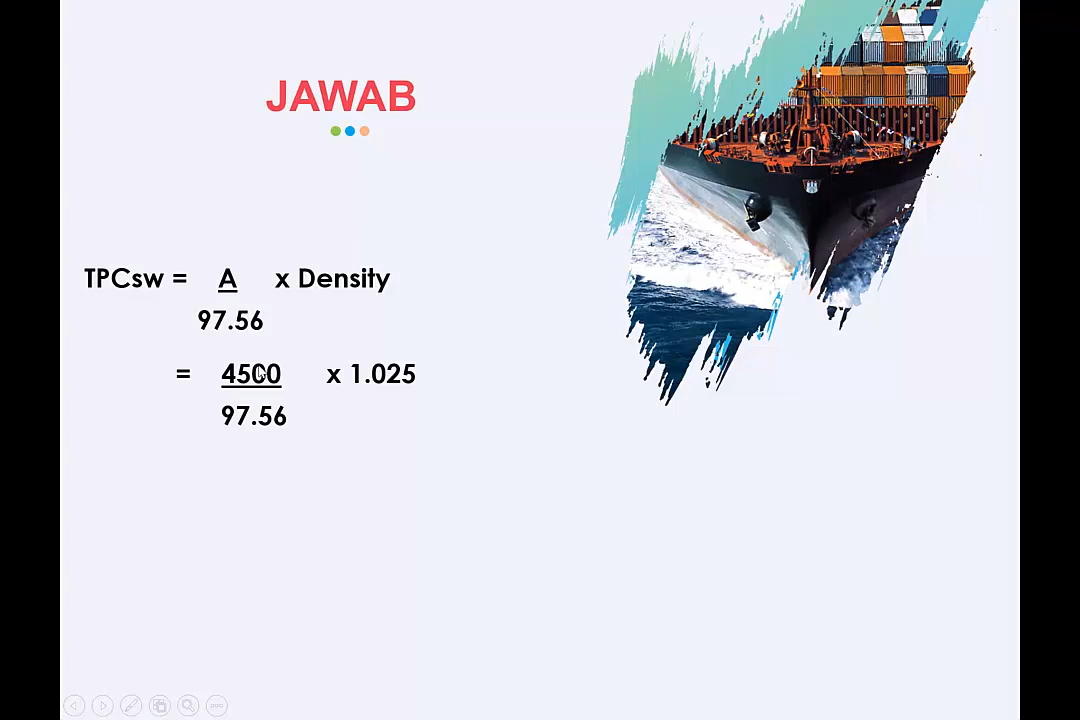 JAWAB
TPCsw = A x Density
97.56
= 4500 x 1.025
97.56